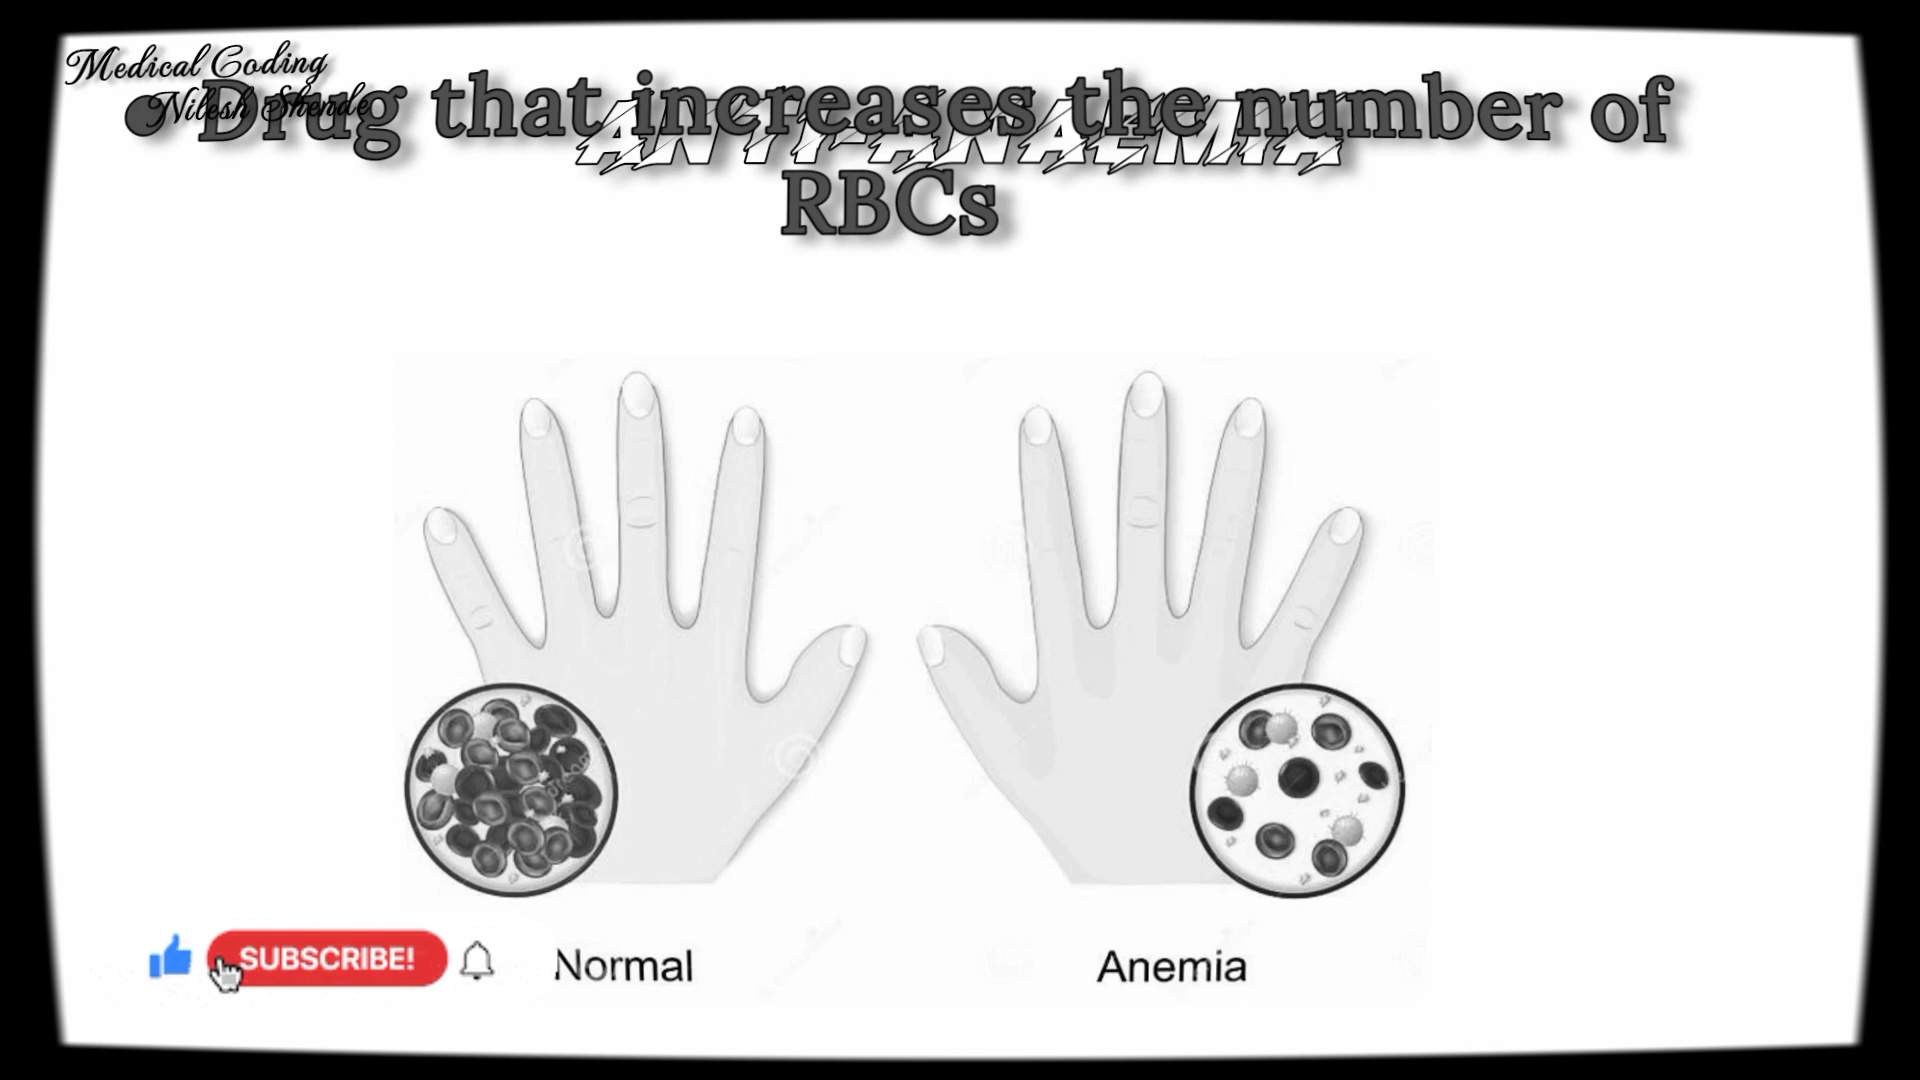 Medical Coding
Nilesh Shende
• Drug that increases the number of
ANTI-ANAEMIA
RBCs
SUBSCRIBE!
Normal
Anemia